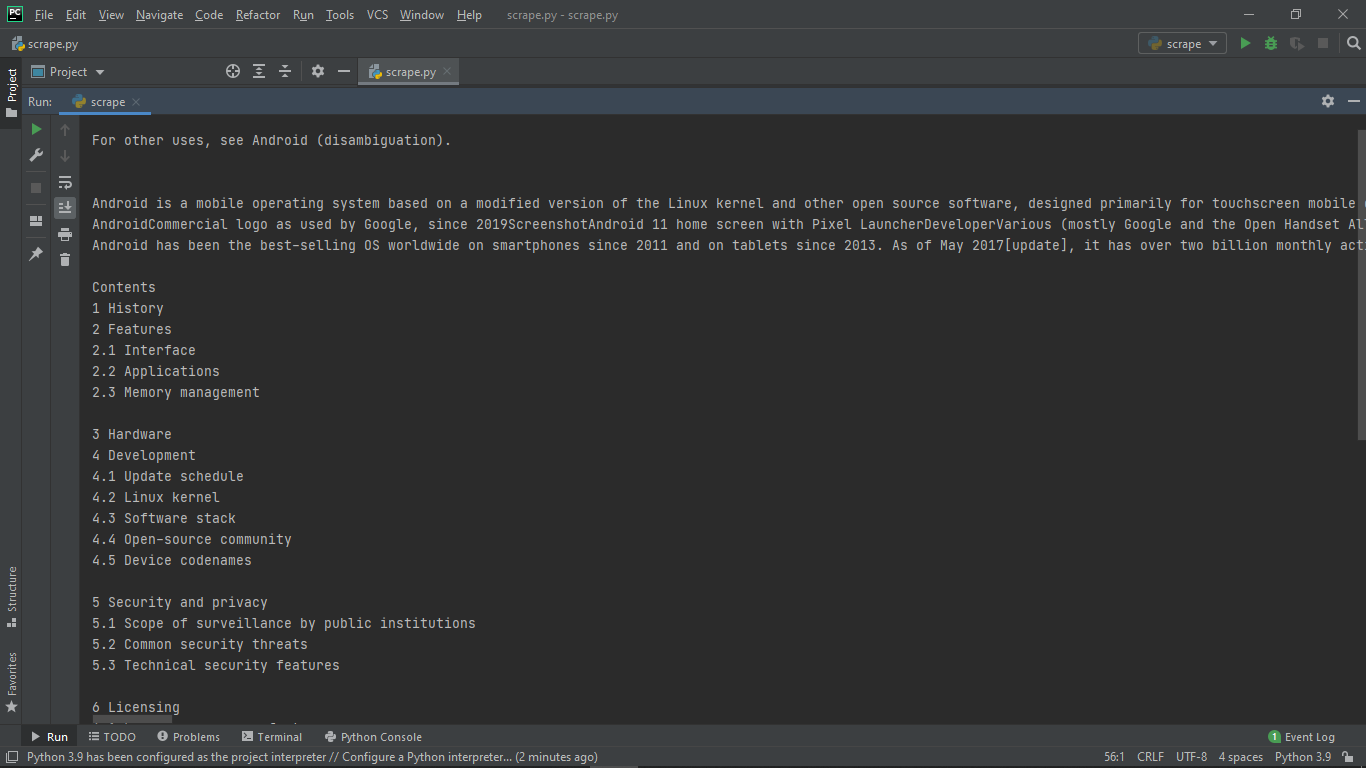 PC File Edit View Navigate Code Refactor Run Tools VCS Window Help scrape.py - scrape.py
scrape.py scrape
Project scrape.py
Project
Run: scrape
For other uses, see Android (disambiguation).
Android is a mobile operating system based on a modified version of the Linux kernel and other open source software, designed primarily for touchscreen mobile
AndroidCommercial logo as used by Google, since 2019ScreenshotAndroid 11 home screen with Pixel LauncherDeveloperVarious (mostly Google and the Open Handset Al
Android has been the best-selling OS worldwide on smartphones since 2011 and on tablets since 2013. As of May 2017[update], it has over two billion monthly act
Contents
1 History
2 Features
2.1 Interface
2.2 Applications
2.3 Memory management
3 Hardware
4 Development
4.1 Update schedule
4.2 Linux kernel
4.3 Software stack
4.4 Open-source community
4.5 Device codenames
5 Security and privacy
5.1 Scope of surveillance by public institutions
5.2 Common security threats
5.3 Technical security features
6 Licensing
Structure
Favorites
Run TODO Problems Terminal Python Console 1 Event Log
Python 3.9 has been configured as the project interpreter // Configure a Python interpreter... (2 minutes ago) 56:1 CRLF UTF-8 4 spaces Python 3.9